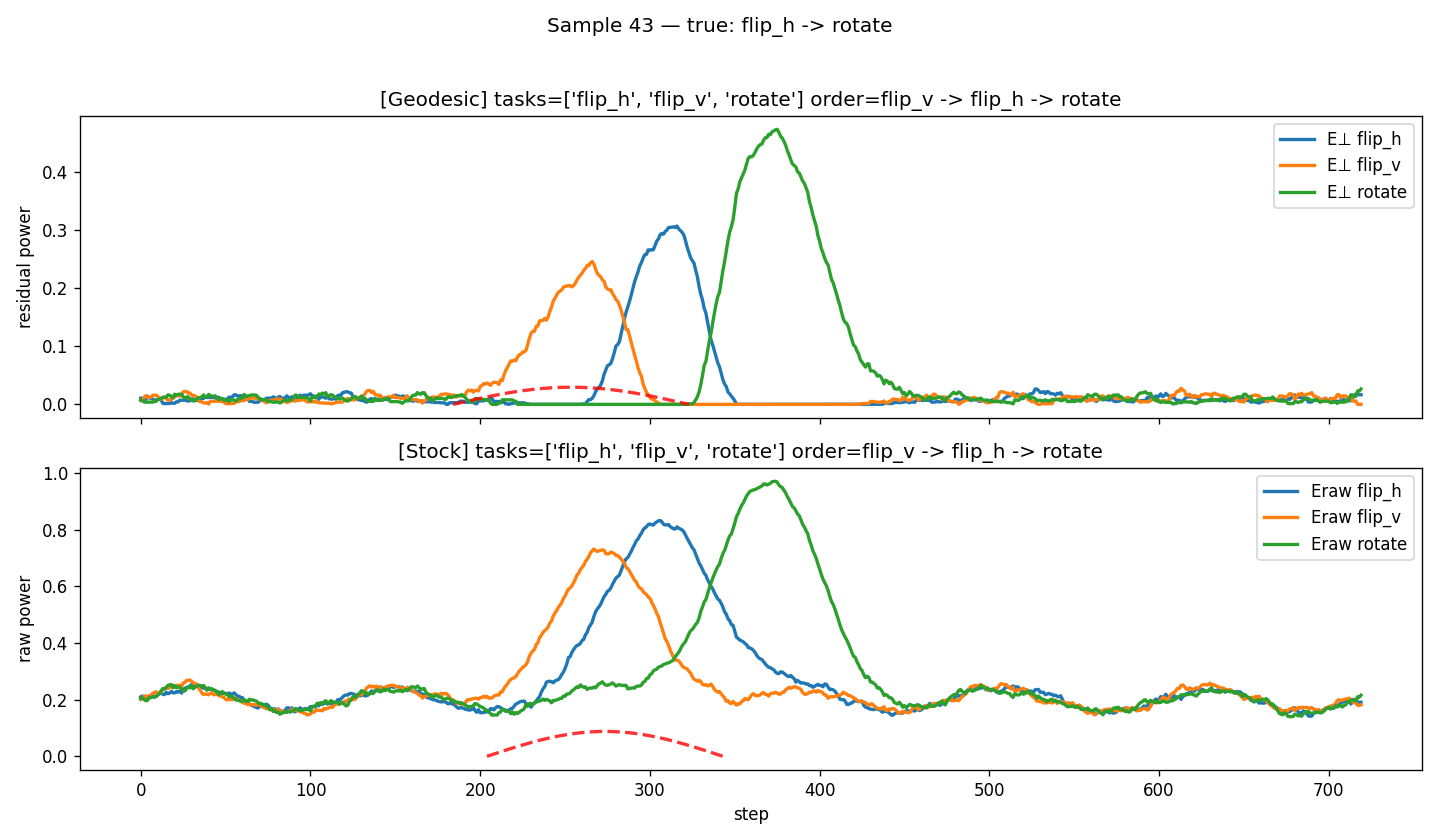 Sample 43 — true: flip_h -> rotate
[Geodesic] tasks=['flip_h', 'flip_v', 'rotate'] order=flip_v -> flip_h -> rotate
residual power
0.4
0.3
0.2
0.1
0.0
E⊥ flip_h
E⊥ flip_v
E⊥ rotate
[Stock] tasks=['flip_h', 'flip_v', 'rotate'] order=flip_v -> flip_h -> rotate
raw power
1.0
0.8
0.6
0.4
0.2
0.0
Eraw flip_h
Eraw flip_v
Eraw rotate
0 100 200 300 400 500 600 700
step